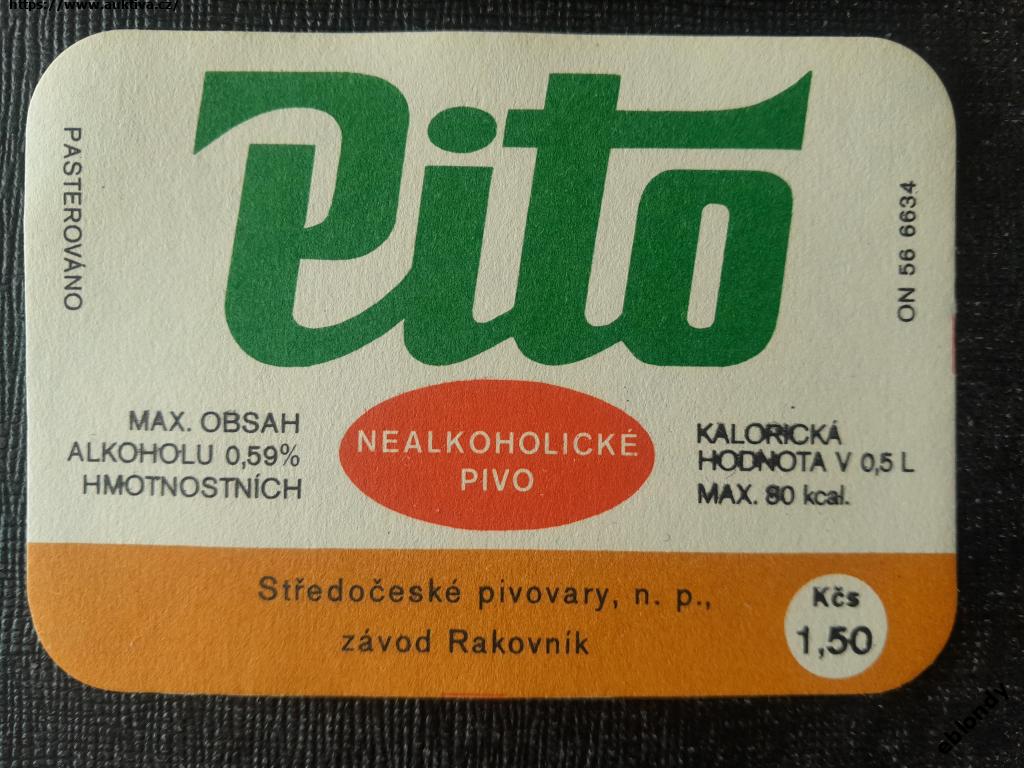 https://www.auktiva.cz/
Pito
PASTEROVÁNO
ON 56 6634
MAX. OBSAH
ALKOHOLU 0,59%
HMOTNOSTNÍCH
NEALKOHOLICKÉ
PIVO
KALORICKÁ
HODNOTA V 0,5 L
MAX. 80 kcal.
Středočeské pivovary, n. p.,
závod Rakovník
Kčs
1,50
eblondy